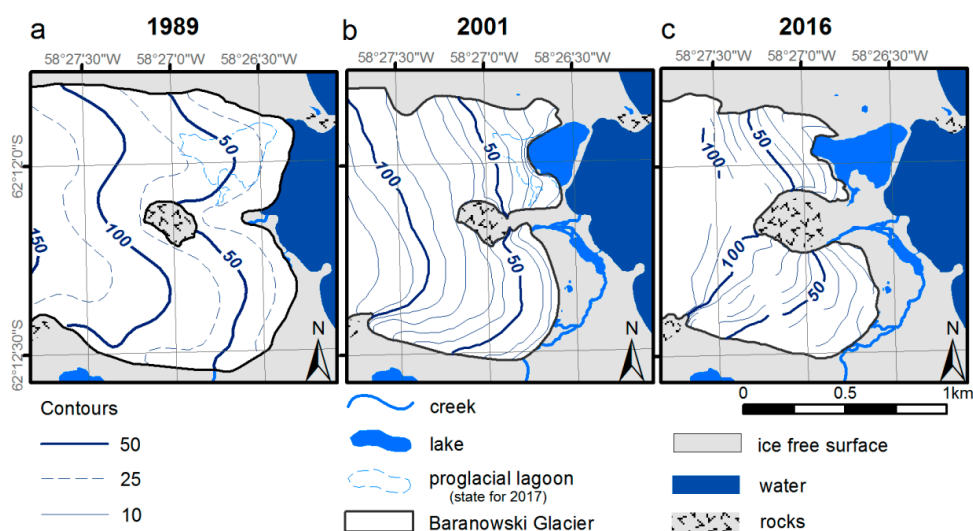 a 1989 b 2001 c 2016
58°27'30"W 58°27'0"W 58°26'30"W 58°27'30"W 58°27'0"W 58°26'30"W 58°27'30"W 58°27'0"W 58°26'30"W
62°12'0"S
62°12'30"S
50
100
150
50
N
50
100
50
N
100
50
100
50
N
0 0.5 1km
Contours
50
25
10
creek
lake
proglacial lagoon
(state for 2017)
Baranowski Glacier
ice free surface
water
rocks